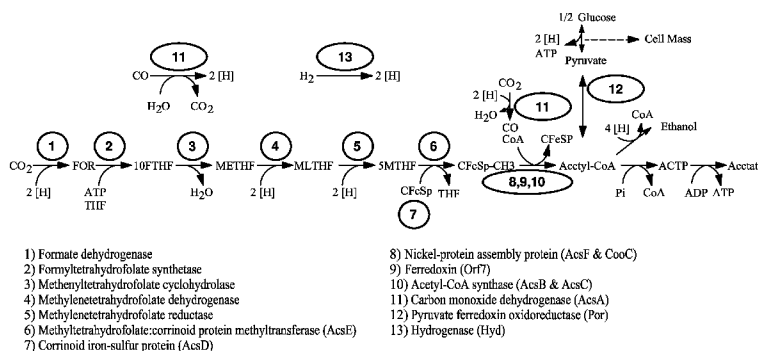 1/2 Glucose
2 [H]
ATP
Cell Mass
Pyruvate
11
13
CO
2 [H]
H2
2 [H]
H2O
CO2
CO2
2 [H]
11
12
H2O
CO
CoA
CFeSP
CoA
Ethanol
4 [H]
1
2
3
4
5
6
CO2
FOR
10FTHF
METHF
MLTHF
5MTHF
CFeSp-CH3
Acetyl-CoA
ACTP
Acetat
2 [H]
ATP
THF
H2O
2 [H]
2 [H]
CFeSp
THF
8,9,10
Pi
CoA
ADP
ATP
7
1) Formate dehydrogenase
2) Formyltetrahydrofolate synthetase
3) Methenyltetrahydrofolate cyclohydrolase
4) Methylenetetrahydrofolate dehydrogenase
5) Methylenetetrahydrofolate reductase
6) Methyltetrahydrofolate:corrinoid protein methyltransferase (AcsE)
7) Corrinoid iron-sulfur protein (AcsD)
8) Nickel-protein assembly protein (AcsF & CooC)
9) Ferredoxin (Orf7)
10) Acetyl-CoA synthase (AcsB & AcsC)
11) Carbon monoxide dehydrogenase (AcsA)
12) Pyruvate ferredoxin oxidoreductase (Por)
13) Hydrogenase (Hyd)